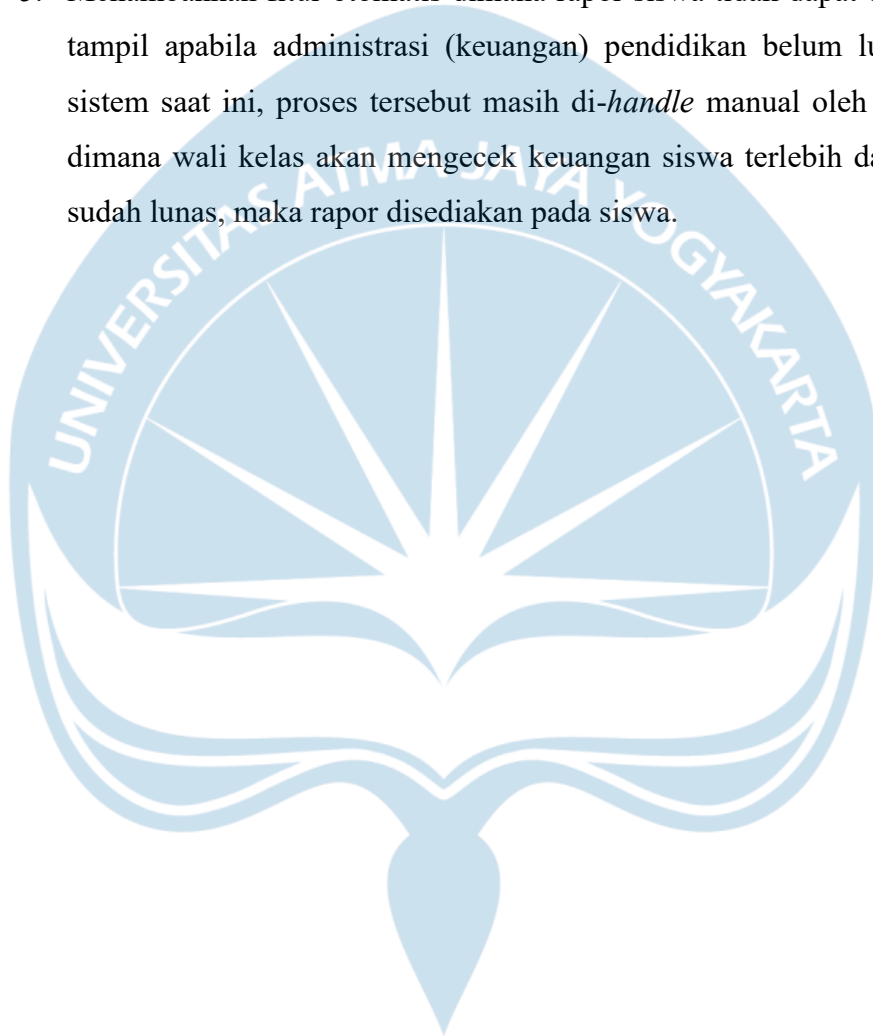 tampil apabila administrasi (keuangan) pendidikan belum
sistem saat ini, proses tersebut masih di-handle manual oleh
dimana wali kelas akan mengecek keuangan siswa terlebih
sudah lunas, maka rapor disediakan pada siswa.
UNIVERSITAS ATMA JAYA YOGYAKARTA